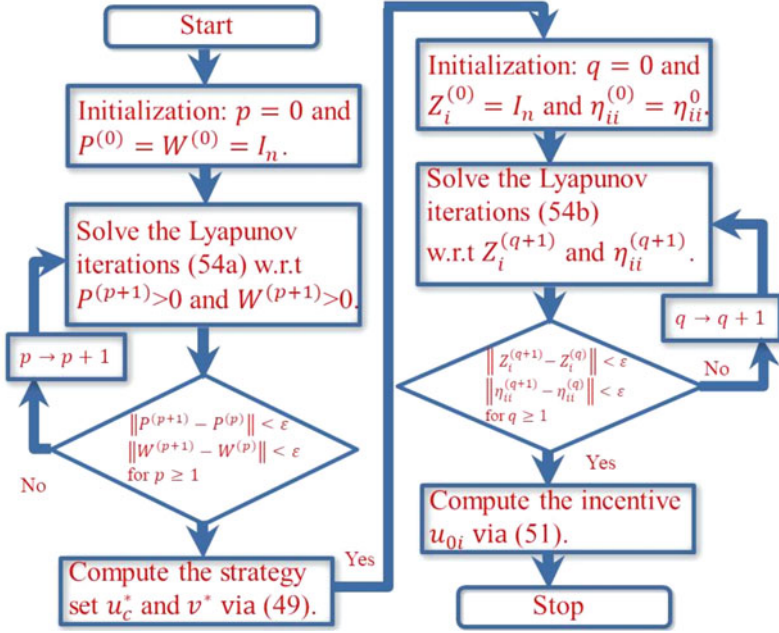 Start
Initialization: p = 0 and
P^(0) = W^(0) = I_n.
Solve the Lyapunov
iterations (54a) w.r.t
P^(p+1)>0 and W^(p+1)>0.
p → p + 1
‖P^(p+1) − P^(p)‖ < ε
‖W^(p+1) − W^(p)‖ < ε
for p ≥ 1
No
Yes
Compute the strategy
set u_c^* and v^* via (49).
Initialization: q = 0 and
Z_i^(0) = I_n and η_ii^(0) = η_ii^0.
Solve the Lyapunov
iterations (54b)
w.r.t Z_i^(q+1) and η_ii^(q+1).
q → q + 1
‖Z_i^(q+1) − Z_i^(q)‖ < ε
‖η_ii^(q+1) − η_ii^(q)‖ < ε
for q ≥ 1
No
Yes
Compute the incentive
u_0i via (51).
Stop